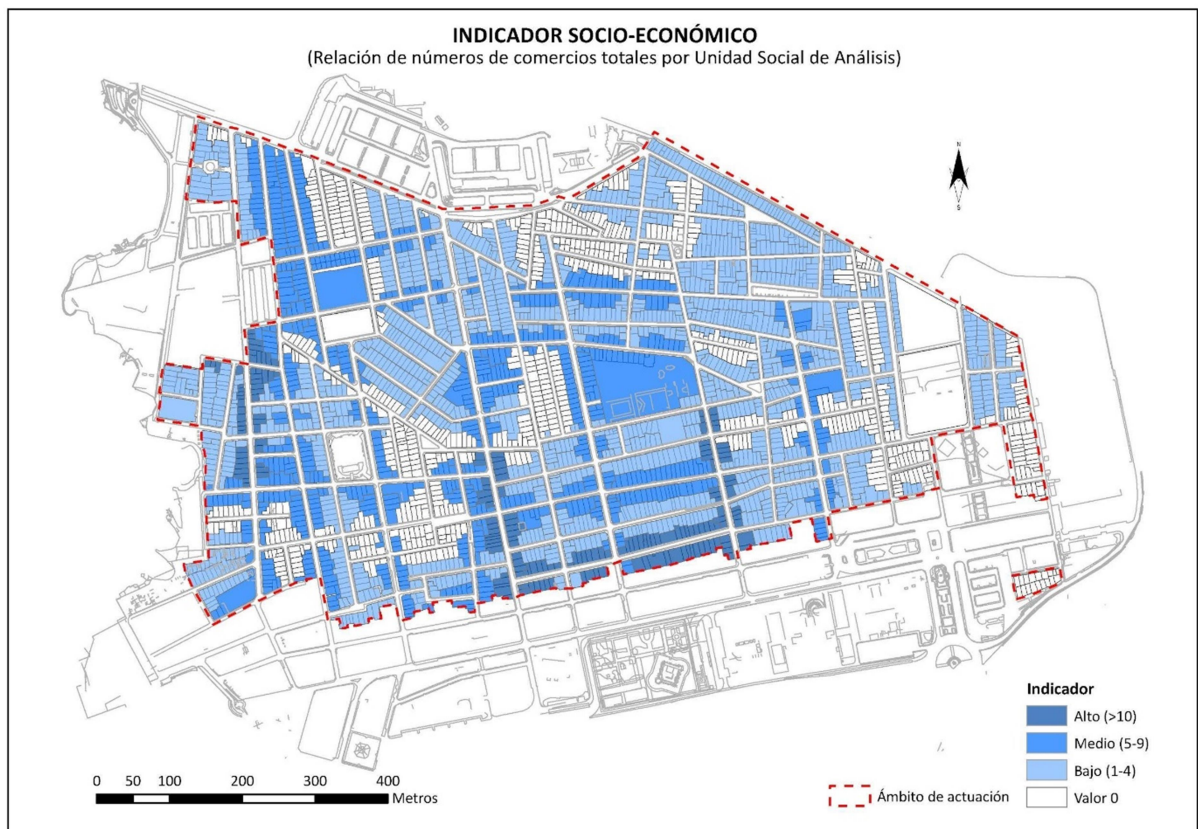 INDICADOR SOCIO-ECONÓMICO
(Relación de números de comercios totales por Unidad Social de Análisis)
N
S
Indicador
Alto (>10)
Medio (5-9)
Bajo (1-4)
Valor 0
0 50 100 200 300 400
Metros
Ámbito de actuación